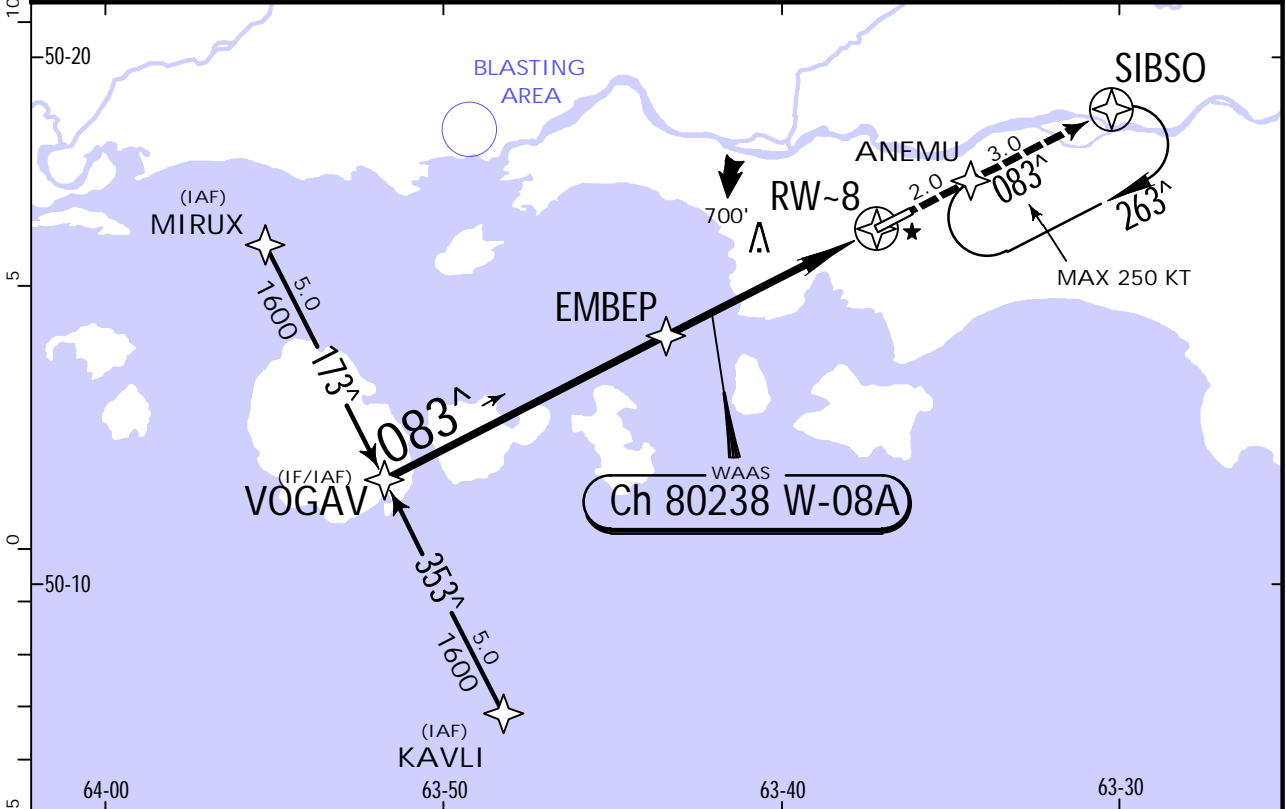 10
50-20
BLASTING
AREA
SIBSO
ANEMU
3.0
083^
2.0
263^
(IAF)
MIRUX
700'
RW~8
MAX 250 KT
5
5.0
1600
173^
EMBEP
083^
(IF/IAF)
VOGAV
WAAS
Ch 80238 W-08A
0
50-10
353^
5.0
1600
(IAF)
KAVLI
5
64-00
63-50
63-40
63-30